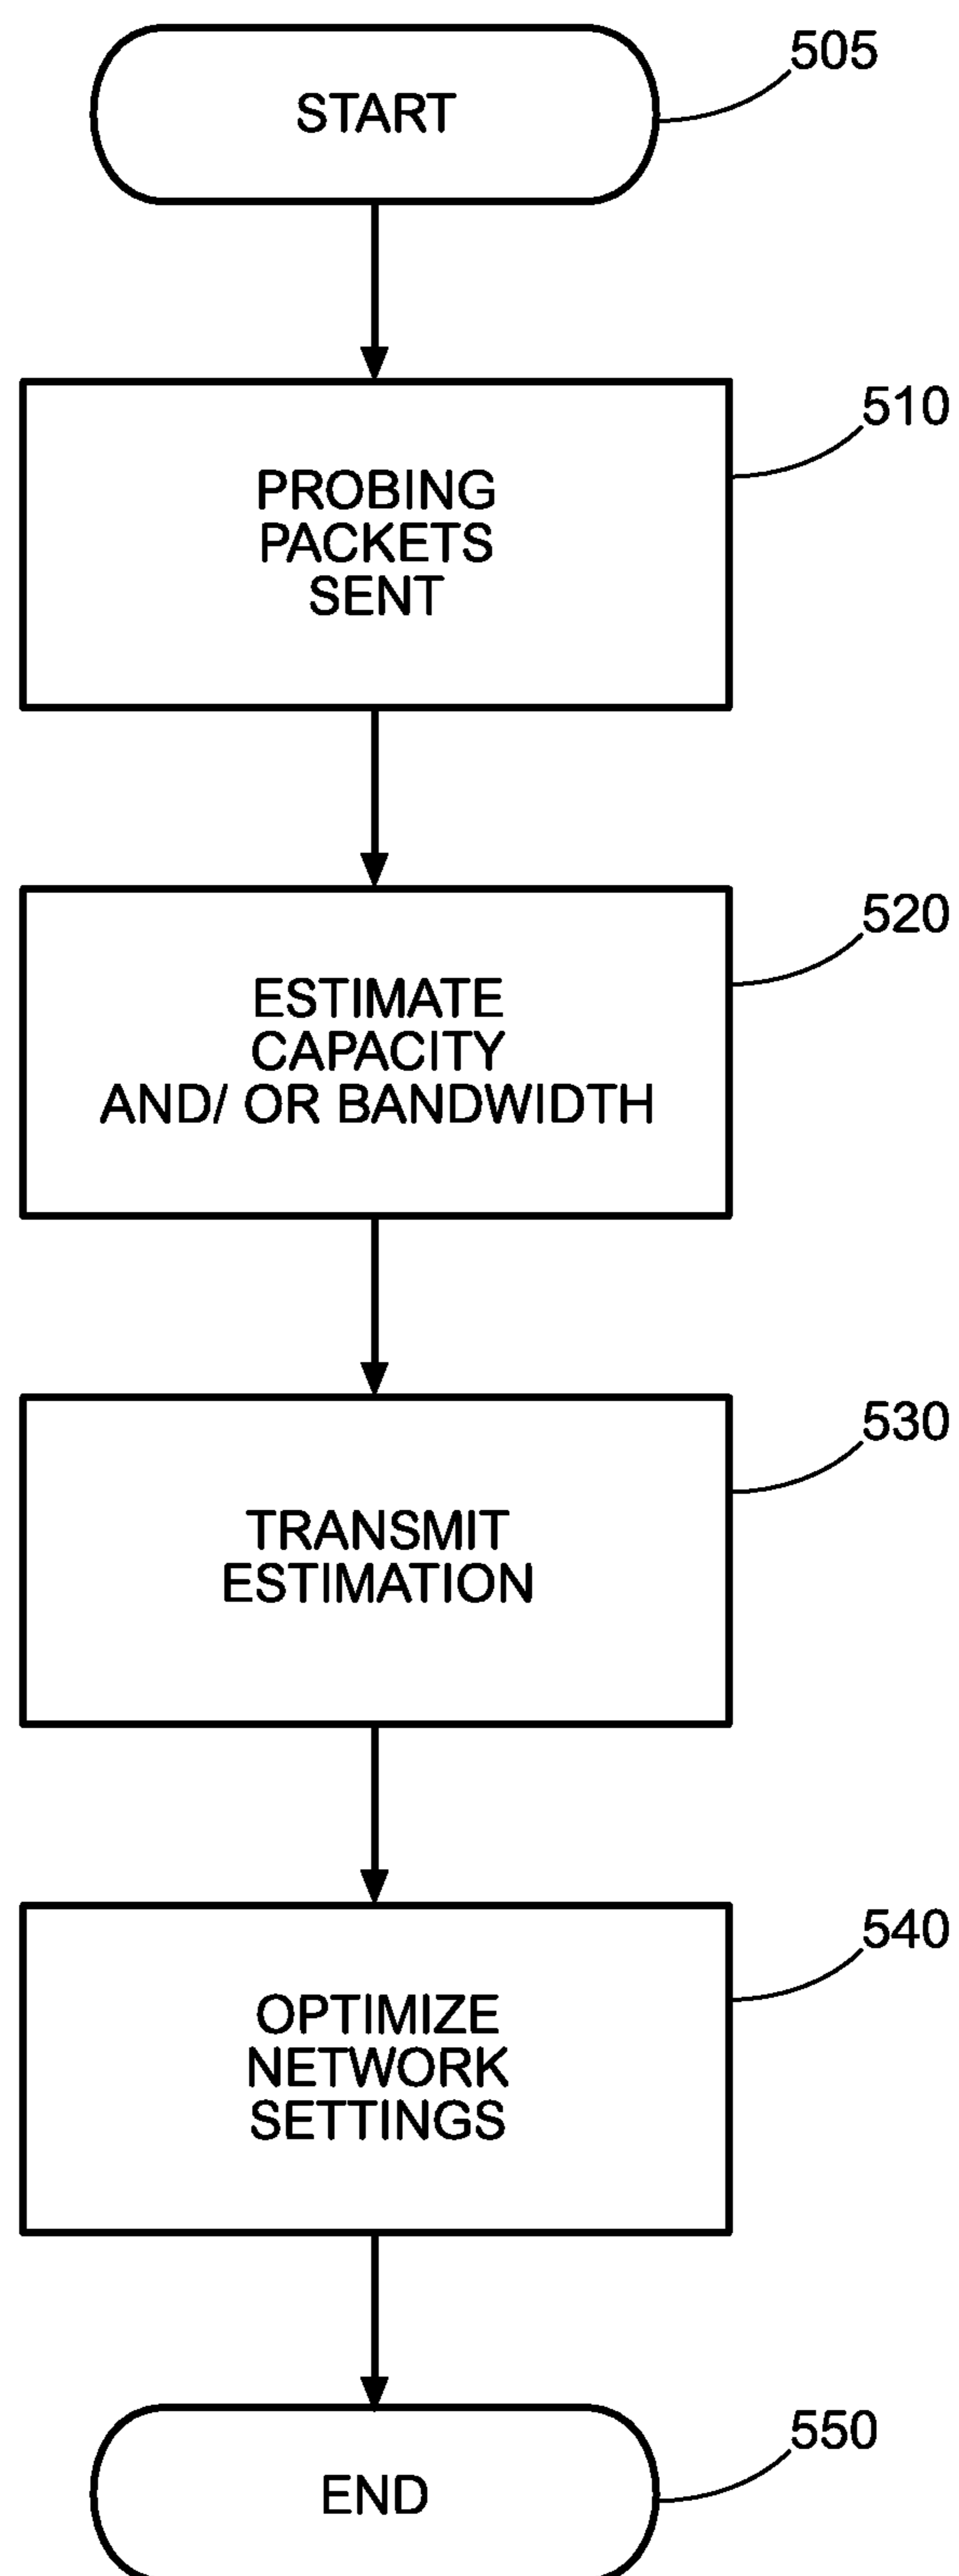 START
505
PROBING
PACKETS
SENT
510
ESTIMATE
CAPACITY
AND/ OR BANDWIDTH
520
TRANSMIT
ESTIMATION
530
OPTIMIZE
NETWORK
SETTINGS
540
END
550